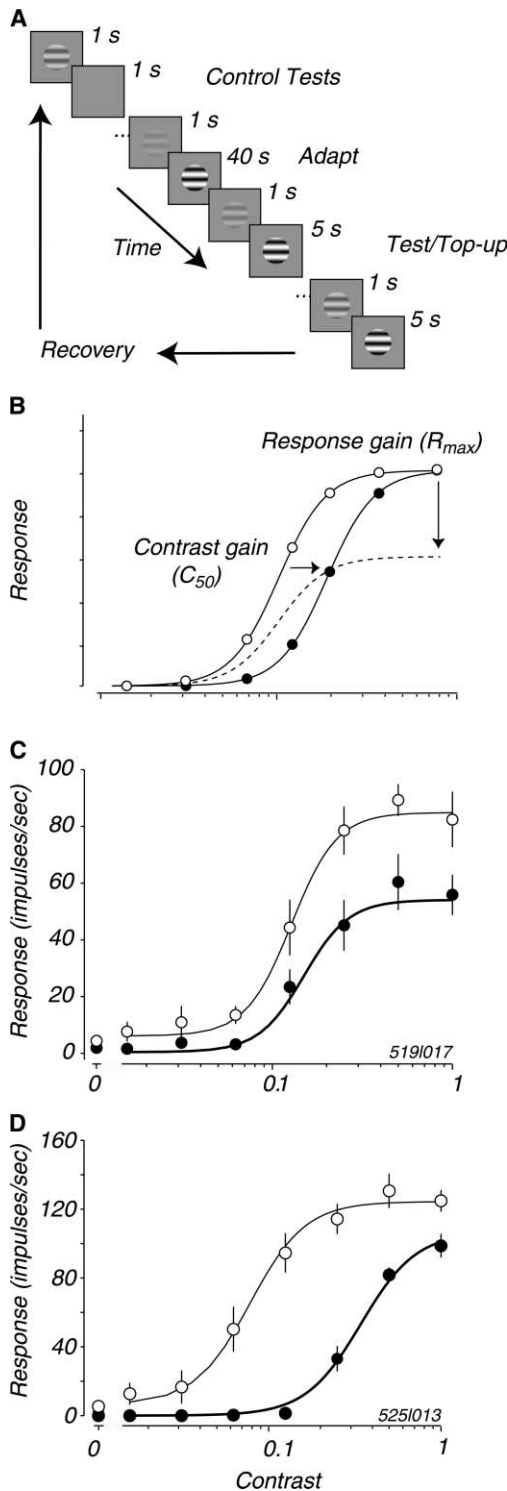 A
1 s
1 s
Control Tests
... 1 s
40 s
Adapt
1 s
5 s
Time
Test/Top-up
... 1 s
5 s
Recovery
B
Response gain (Rmax)
Contrast gain
(C50)
Response
C
100
80
60
40
20
0
Response (impulses/sec)
519l017
0
0.1
1
D
160
120
80
40
0
Response (impulses/sec)
525l013
0
0.1
1
Contrast